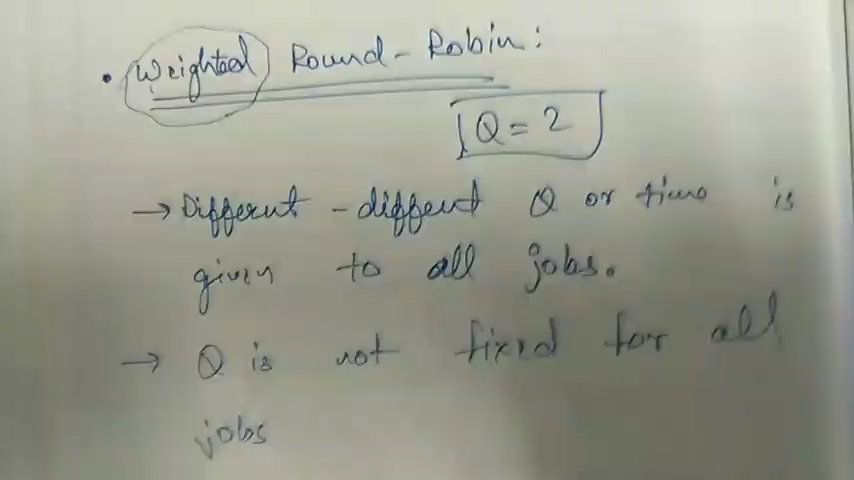 • Weighted Round - Robin:
Q = 2
→ Different - different Q or time is
given to all jobs.
→ Q is not fixed for all
jobs